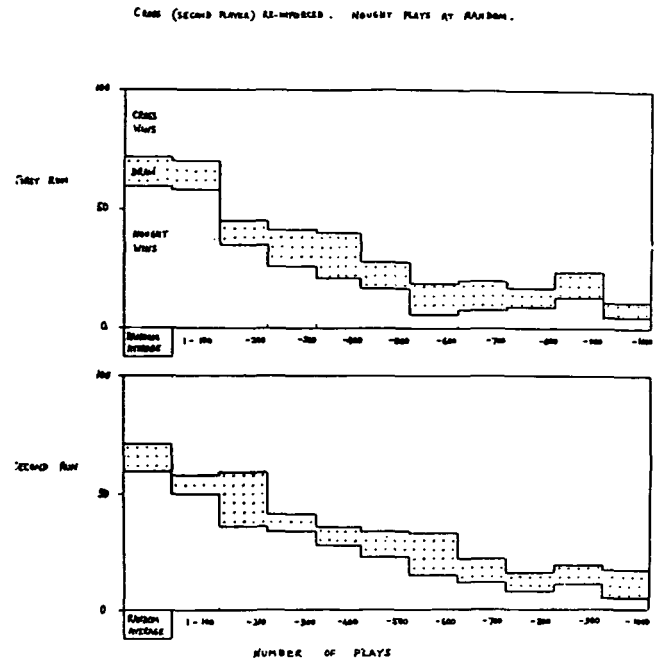 CROSS (SECOND PLAYER) RE-INFORCED. NOUGHT PLAYS AT RANDOM.
100
CROSS
WINS
FIRST RUN
DRAW
50
NOUGHT
WINS
0
RANDOM
AVERAGE
1 - 100 -200 -300 -400 -500 -600 -700 -800 -900 -1000
100
SECOND RUN
50
0
RANDOM
AVERAGE
1 - 100 -200 -300 -400 -500 -600 -700 -800 -900 -1000
NUMBER OF PLAYS